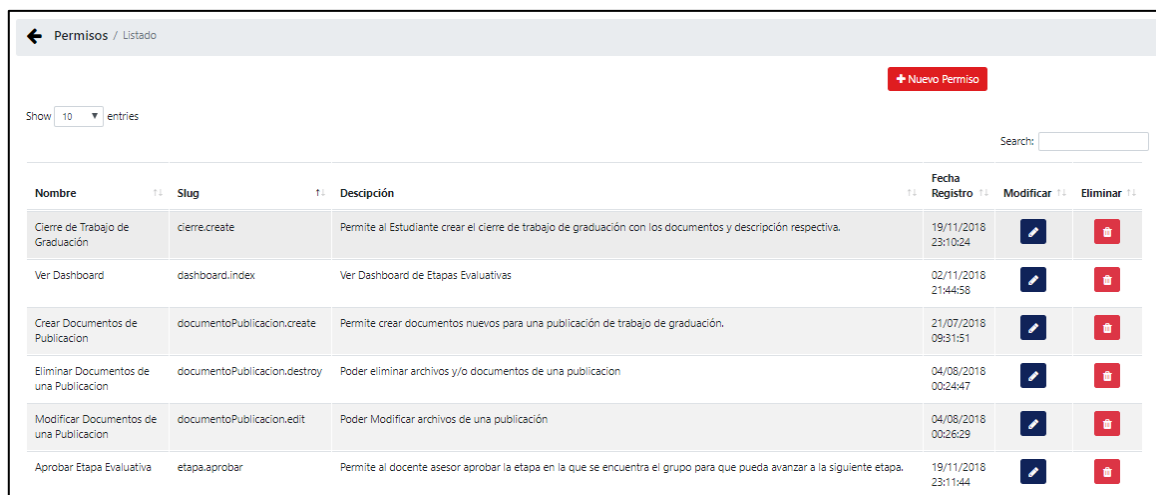 Permisos / Listado
Nuevo Permiso
Show 10 entries
Search:
Nombre Slug Descipción Fecha Registro Modificar Eliminar
Cierre de Trabajo de Graduación cierre.create Permite al Estudiante crear el cierre de trabajo de graduación con los documentos y descripción respectiva. 19/11/2018 23:10:24
Ver Dashboard dashboard.index Ver Dashboard de Etapas Evaluativas 02/11/2018 21:44:58
Crear Documentos de Publicacion documentoPublicacion.create Permite crear documentos nuevos para una publicación de trabajo de graduación. 21/07/2018 09:31:51
Eliminar Documentos de una Publicacion documentoPublicacion.destroy Poder eliminar archivos y/o documentos de una publicacion 04/08/2018 00:24:47
Modificar Documentos de una Publicacion documentoPublicacion.edit Poder Modificar archivos de una publicación 04/08/2018 00:26:29
Aprobar Etapa Evaluativa etapa.aprobar Permite al docente asesor aprobar la etapa en la que se encuentra el grupo para que pueda avanzar a la siguiente etapa. 19/11/2018 23:11:44